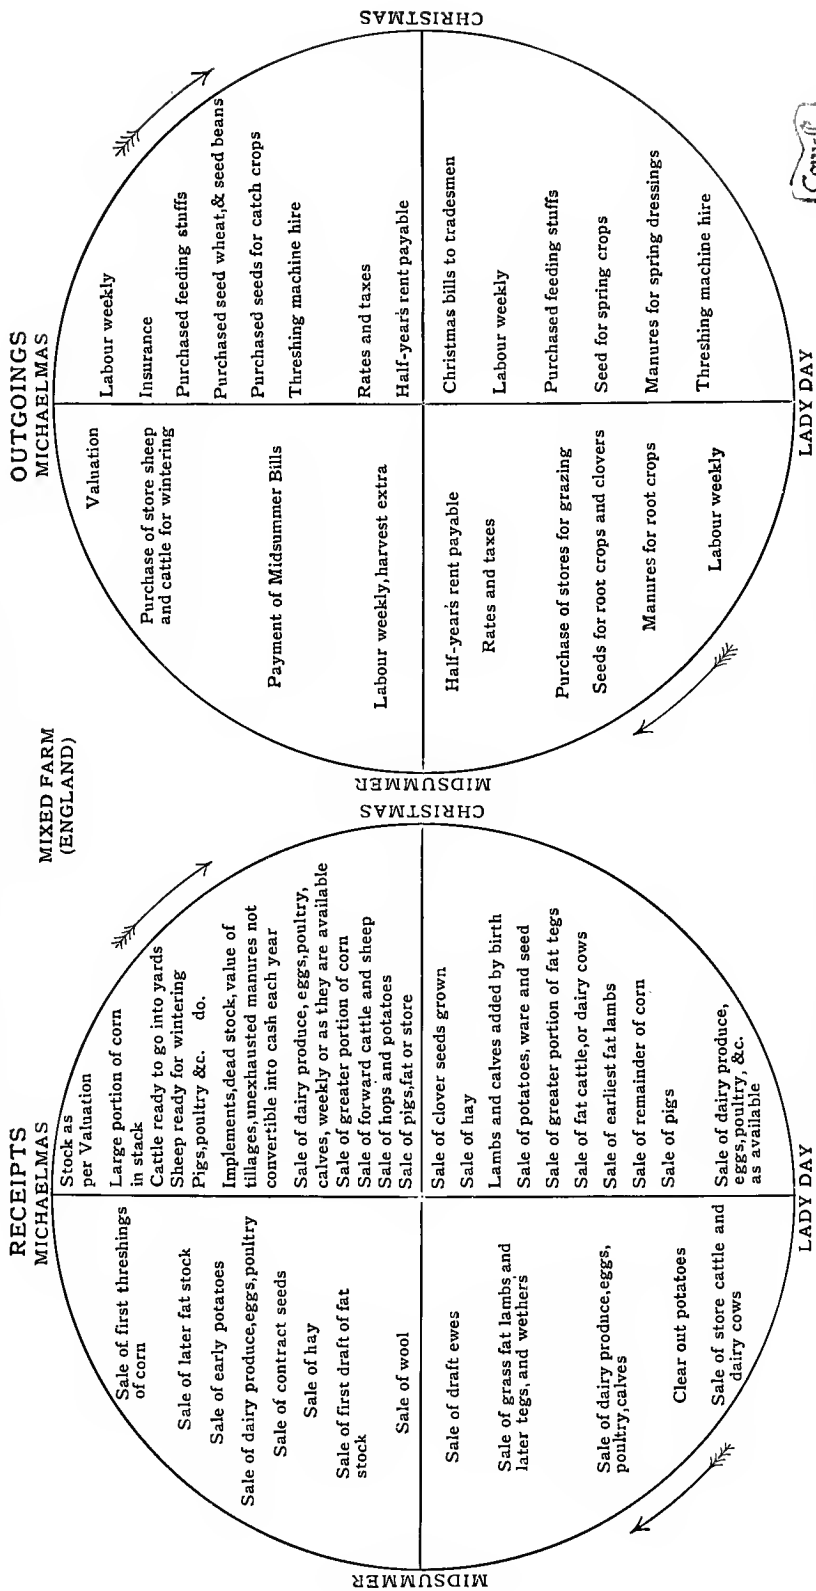 MIXED FARM
(ENGLAND)
RECEIPTS
MICHAELMAS
Stock as
per Valuation
Large portion of corn
in stack
Cattle ready to go into yards
Sheep ready for wintering
Pigs, poultry &c. do.
Implements, dead stock, value of
tillages, unexhausted manures not
convertible into cash each year
Sale of dairy produce, eggs, poultry,
calves, weekly or as they are available
Sale of greater portion of corn
Sale of forward cattle and sheep
Sale of hops and potatoes
Sale of pigs, fat or store
CHRISTMAS
Sale of clover seeds grown
Sale of hay
Lambs and calves added by birth
Sale of potatoes, ware and seed
Sale of greater portion of fat tegs
Sale of fat cattle, or dairy cows
Sale of earliest fat lambs
Sale of remainder of corn
Sale of pigs
Sale of dairy produce,
eggs, poultry, &c.
as available
LADY DAY
Sale of draft ewes
Sale of grass fat lambs and
later tegs, and wethers
Sale of dairy produce, eggs,
poultry, calves
Clear out potatoes
Sale of store cattle and
dairy cows
MIDSUMMER
Sale of first threshings
of corn
Sale of later fat stock
Sale of early potatoes
Sale of dairy produce, eggs, poultry
Sale of contract seeds
Sale of hay
Sale of first draft of fat
stock
Sale of wool
OUTGOINGS
MICHAELMAS
Labour weekly
Insurance
Purchased feeding stuffs
Purchased seed wheat, & seed beans
Purchased seeds for catch crops
Threshing machine hire
Rates and taxes
Half-year's rent payable
CHRISTMAS
Christmas bills to tradesmen
Labour weekly
Purchased feeding stuffs
Seed for spring crops
Manures for spring dressings
Threshing machine hire
LADY DAY
Half-year's rent payable
Rates and taxes
Purchase of stores for grazing
Seeds for root crops and clovers
Manures for root crops
Labour weekly
MIDSUMMER
Valuation
Purchase of store sheep
and cattle for wintering
Payment of Midsummer Bills
Labour weekly, harvest extra